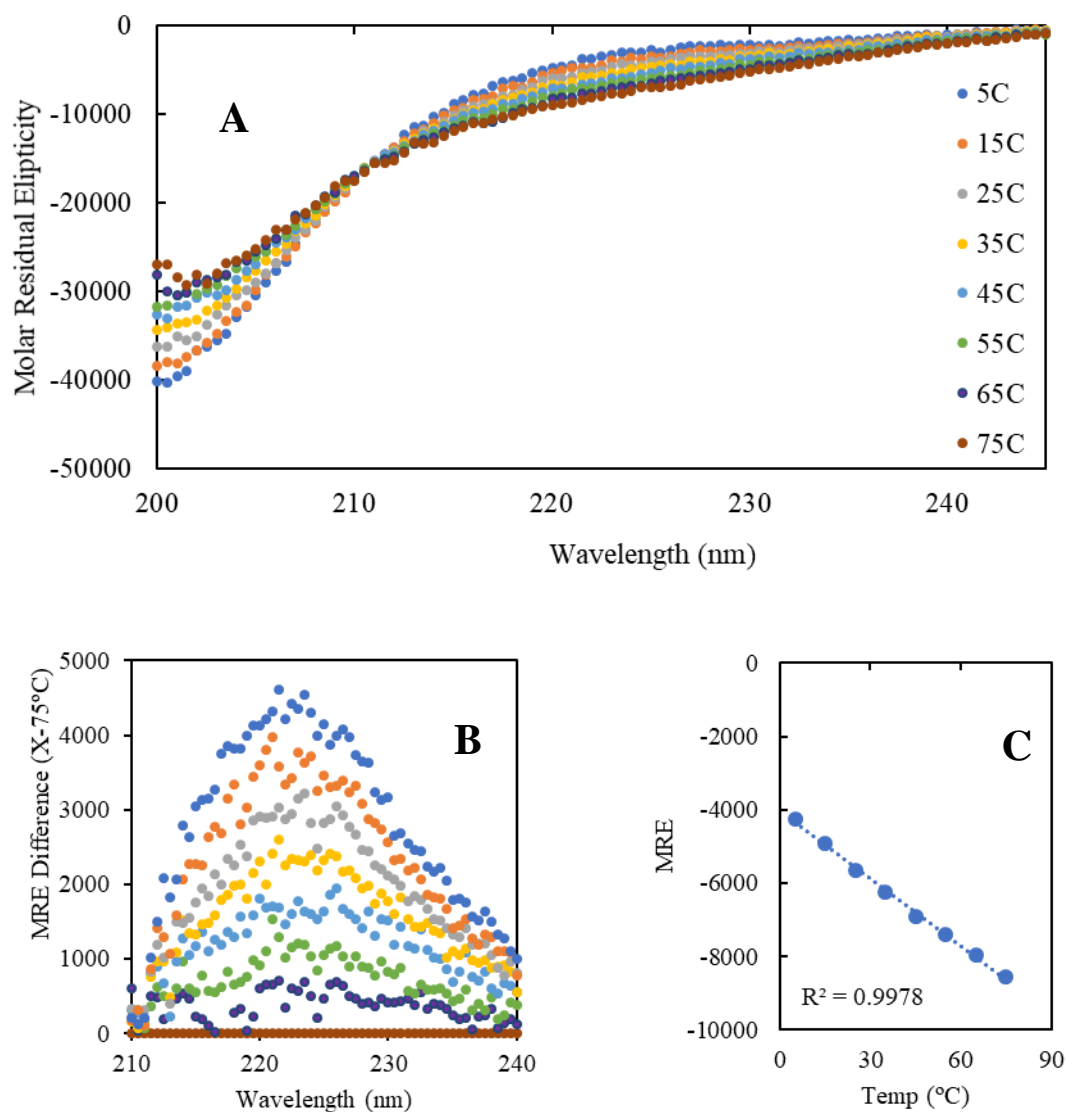 0
-10000
-20000
-30000
-40000
-50000
Molar Residual Elipticity
A
5C
15C
25C
35C
45C
55C
65C
75C
200
210
220
230
240
Wavelength (nm)
5000
4000
3000
2000
1000
0
MRE Difference (X-75ºC)
B
210
220
230
240
Wavelength (nm)
0
-2000
-4000
-6000
-8000
-10000
MRE
C
R² = 0.9978
0
30
60
90
Temp (ºC)